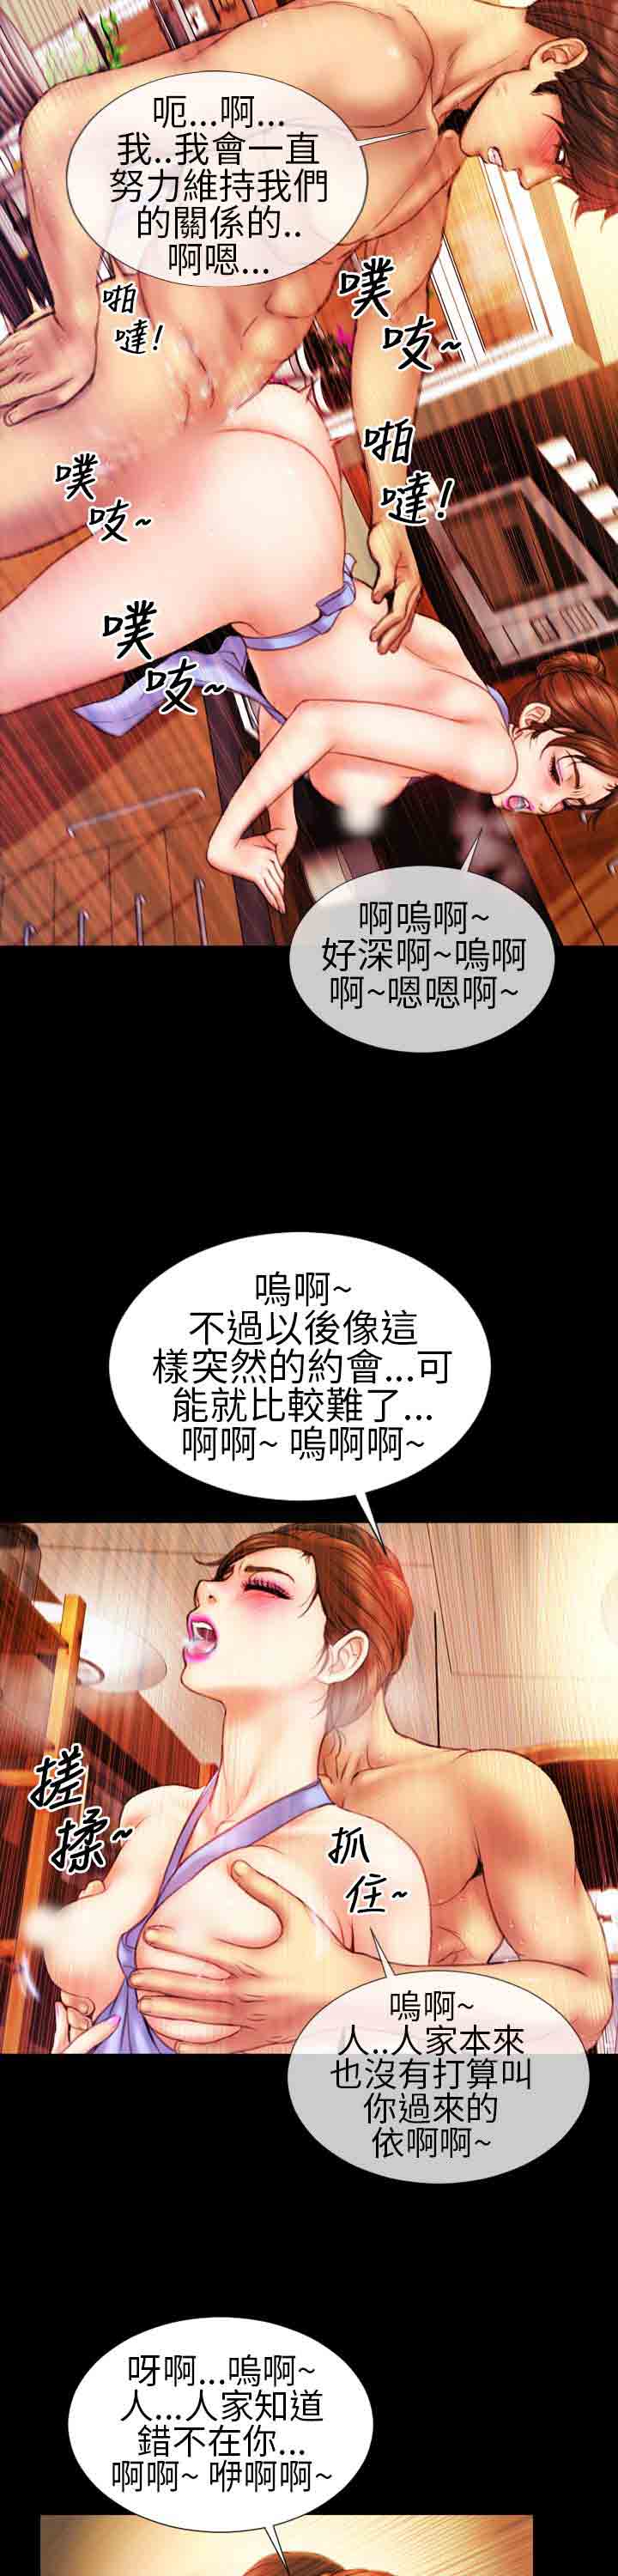 呃...啊...
我..我會一直
努力維持我們
的關係的..
啊嗯...
啪
噠!
噗
吱~
啪
噠!
噗
吱~
噗
吱~
啊嗚啊~
好深啊~嗚啊
啊~嗯嗯啊~
嗚啊~
不過以後像這
樣突然的約會...可
能就比較難了...
啊啊~ 嗚啊啊~
搓
揉~
抓
住~
嗚啊~
人..人家本來
也沒有打算叫
你過來的
依啊啊~
呀啊...嗚啊~
人...人家知道
錯不在你...
啊啊~ 咿啊啊~